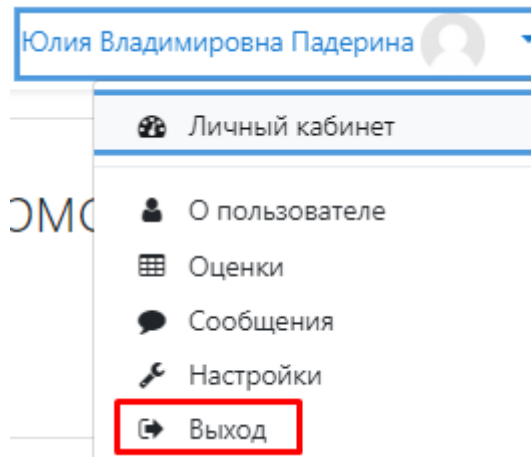 Юлия Владимировна Падерина
Личный кабинет
О пользователе
Оценки
Сообщения
Настройки
Выход